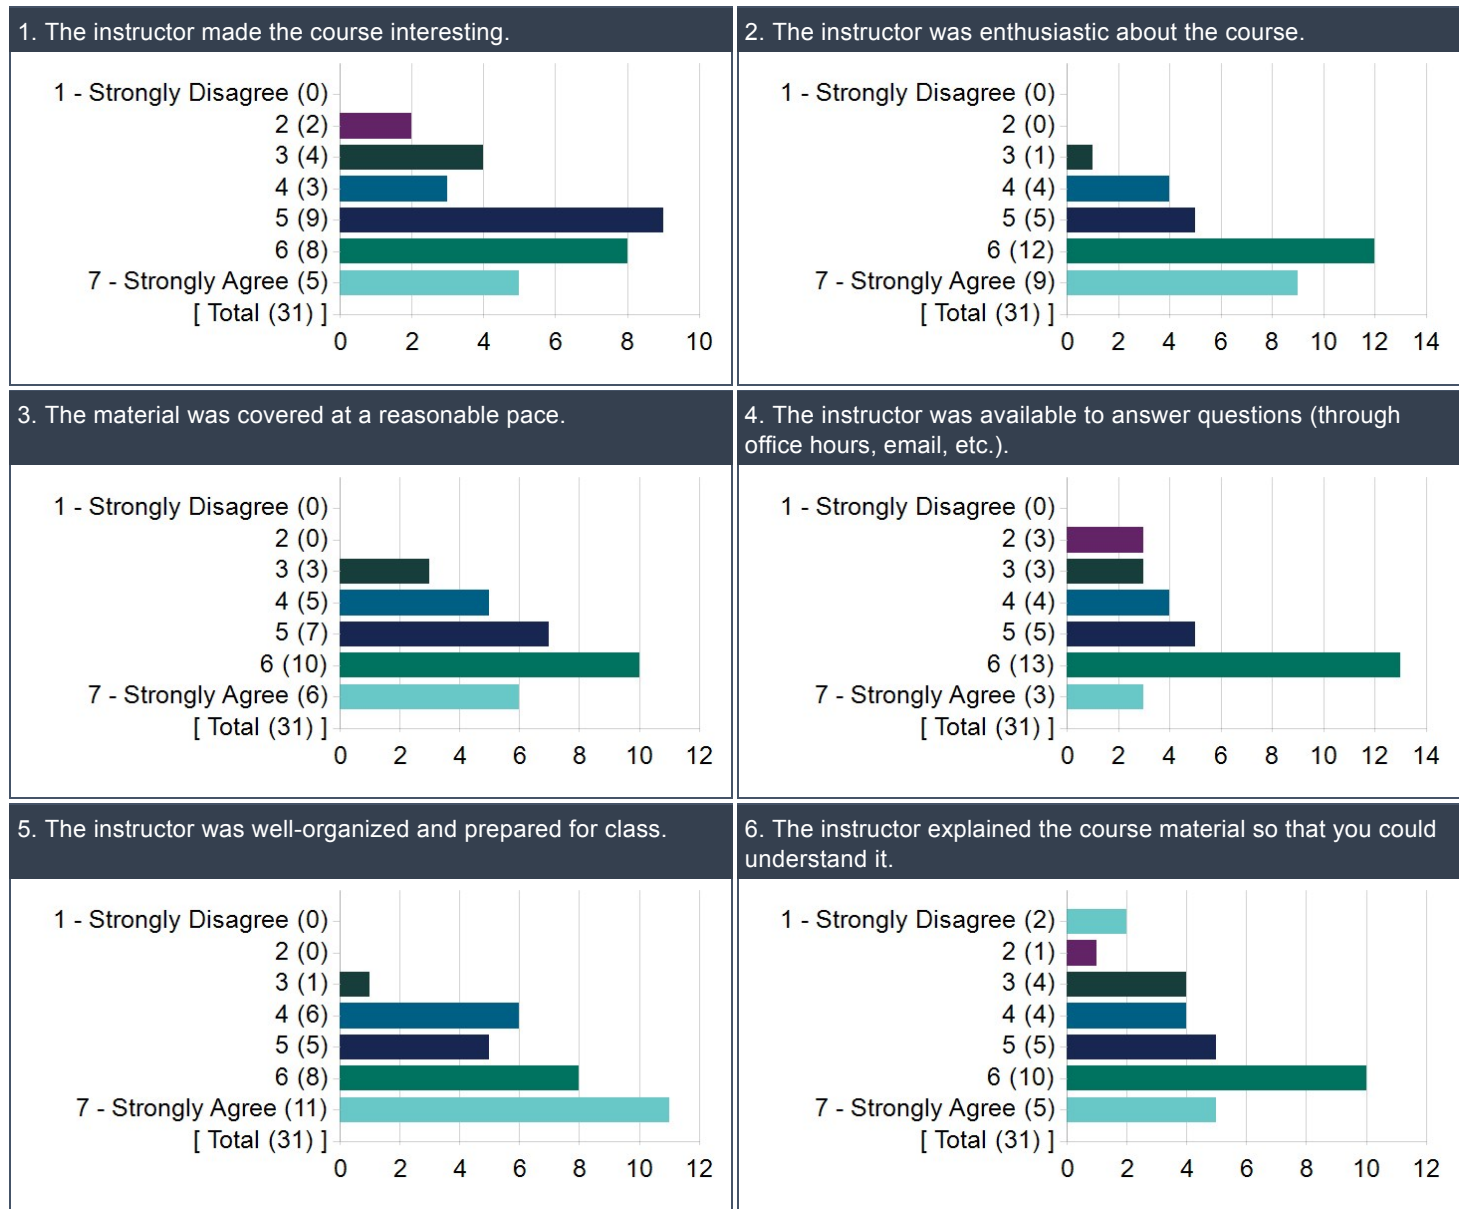 1. The instructor made the course interesting.
1 - Strongly Disagree (0)
2 (2)
3 (4)
4 (3)
5 (9)
6 (8)
7 - Strongly Agree (5)
[ Total (31) ]
0 2 4 6 8 10
2. The instructor was enthusiastic about the course.
1 - Strongly Disagree (0)
2 (0)
3 (1)
4 (4)
5 (5)
6 (12)
7 - Strongly Agree (9)
[ Total (31) ]
0 2 4 6 8 10 12 14
3. The material was covered at a reasonable pace.
1 - Strongly Disagree (0)
2 (0)
3 (3)
4 (5)
5 (7)
6 (10)
7 - Strongly Agree (6)
[ Total (31) ]
0 2 4 6 8 10 12
4. The instructor was available to answer questions (through
office hours, email, etc.).
1 - Strongly Disagree (0)
2 (3)
3 (3)
4 (4)
5 (5)
6 (13)
7 - Strongly Agree (3)
[ Total (31) ]
0 2 4 6 8 10 12 14
5. The instructor was well-organized and prepared for class.
1 - Strongly Disagree (0)
2 (0)
3 (1)
4 (6)
5 (5)
6 (8)
7 - Strongly Agree (11)
[ Total (31) ]
0 2 4 6 8 10 12
6. The instructor explained the course material so that you could
understand it.
1 - Strongly Disagree (2)
2 (1)
3 (4)
4 (4)
5 (5)
6 (10)
7 - Strongly Agree (5)
[ Total (31) ]
0 2 4 6 8 10 12